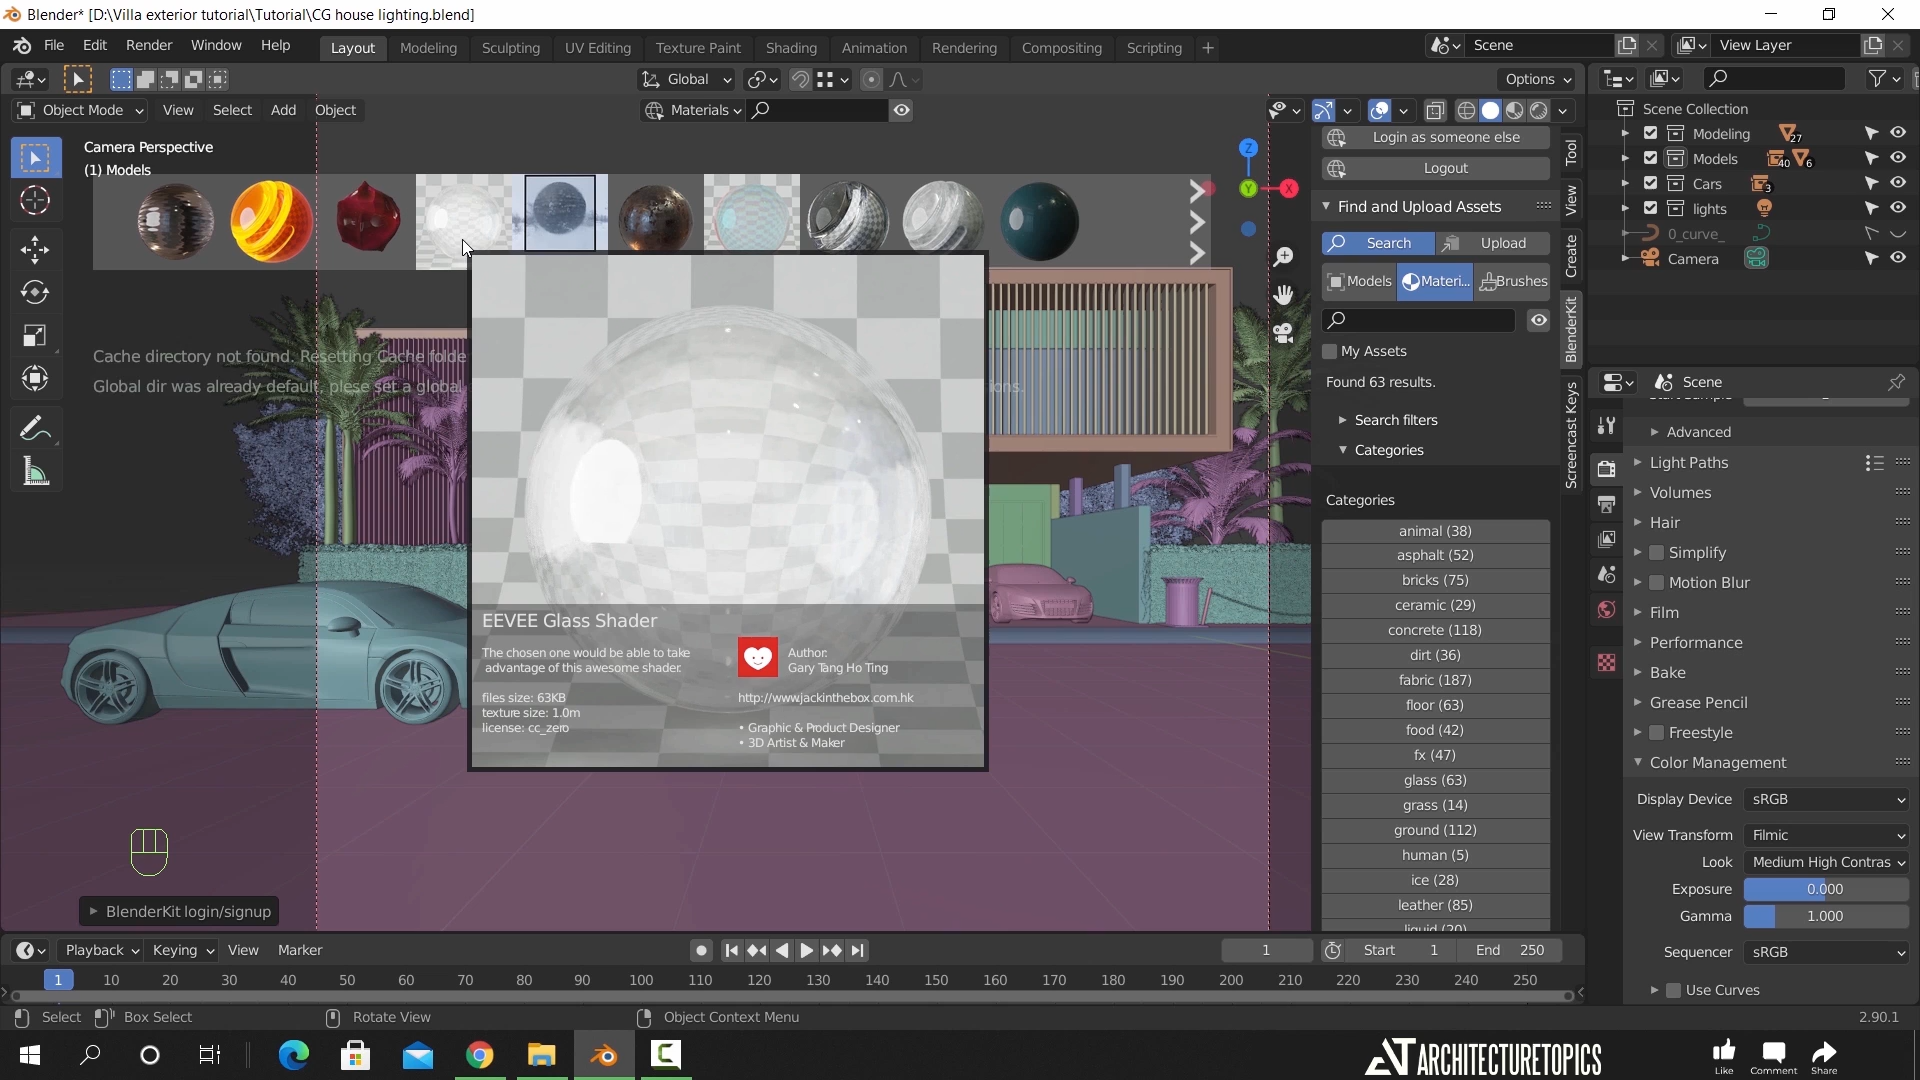 Blender* [D:\Villa exterior tutorial\Tutorial\CG house lighting.blend]
File Edit Render Window Help
Layout Modeling Sculpting UV Editing Texture Paint Shading Animation Rendering Compositing Scripting +
Scene
View Layer
Global
Options
Object Mode View Select Add Object
Materials
Camera Perspective
(1) Models
Z
Y
X
Cache directory not found. Resetting Cache folde
Global dir was already default, plese set a global
ions.
EEVEE Glass Shader
The chosen one would be able to take
advantage of this awesome shader.
files size: 63KB
texture size: 1.0m
license: cc_zero
Author:
Gary Tang Ho Ting
http://www.jackinthebox.com.hk
• Graphic & Product Designer
• 3D Artist & Maker
BlenderKit login/signup
Login as someone else
Logout
Find and Upload Assets
Search Upload
Models Materi... Brushes
My Assets
Found 63 results.
Search filters
Categories
Categories
animal (38)
asphalt (52)
bricks (75)
ceramic (29)
concrete (118)
dirt (36)
fabric (187)
floor (63)
food (42)
fx (47)
glass (63)
grass (14)
ground (112)
human (5)
ice (28)
leather (85)
liquid (20)
Tool
View
Create
BlenderKit
Screencast Keys
Scene Collection
Modeling 27
Models 40 6
Cars 3
lights
0_curve_
Camera
Scene
Advanced
Light Paths
Volumes
Hair
Simplify
Motion Blur
Film
Performance
Bake
Grease Pencil
Freestyle
Color Management
Display Device sRGB
View Transform Filmic
Look Medium High Contras
Exposure 0.000
Gamma 1.000
Sequencer sRGB
Use Curves
Playback Keying View Marker
1 Start 1 End 250
1 10 20 30 40 50 60 70 80 90 100 110 120 130 140 150 160 170 180 190 200 210 220 230 240 250
Select Box Select Rotate View Object Context Menu 2.90.1
ARCHITECTURETOPICS
Like Comment Share